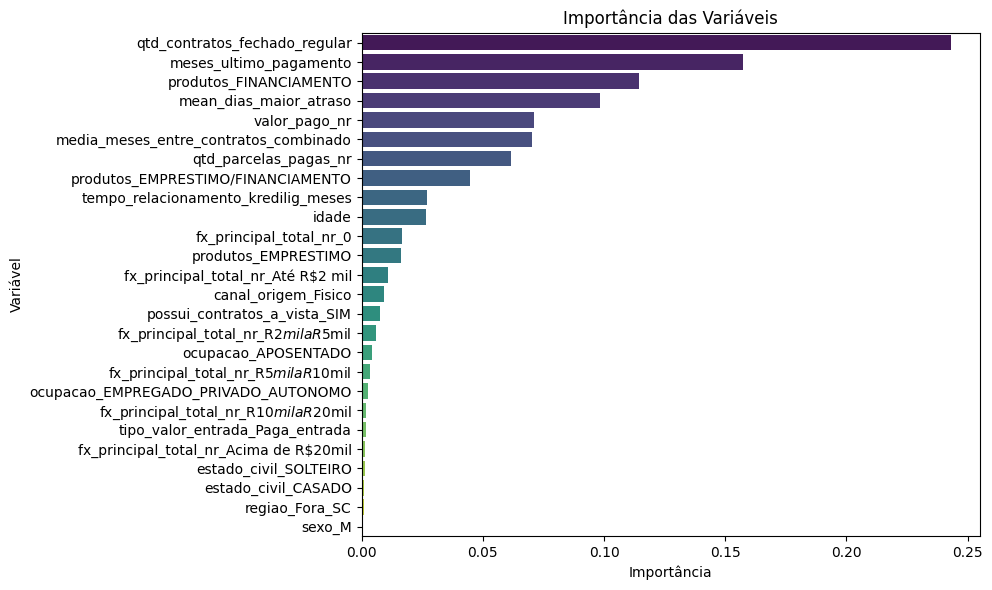 Importância das Variáveis
Variável
qtd_contratos_fechado_regular
meses_ultimo_pagamento
produtos_FINANCIAMENTO
mean_dias_maior_atraso
valor_pago_nr
media_meses_entre_contratos_combinado
qtd_parcelas_pagas_nr
produtos_EMPRESTIMO/FINANCIAMENTO
tempo_relacionamento_kredilig_meses
idade
fx_principal_total_nr_0
produtos_EMPRESTIMO
fx_principal_total_nr_Até R$2 mil
canal_origem_Fisico
possui_contratos_a_vista_SIM
fx_principal_total_nr_R2milaR5mil
ocupacao_APOSENTADO
fx_principal_total_nr_R5milaR10mil
ocupacao_EMPREGADO_PRIVADO_AUTONOMO
fx_principal_total_nr_R10milaR20mil
tipo_valor_entrada_Paga_entrada
fx_principal_total_nr_Acima de R$20mil
estado_civil_SOLTEIRO
estado_civil_CASADO
regiao_Fora_SC
sexo_M
0.00 0.05 0.10 0.15 0.20 0.25
Importância